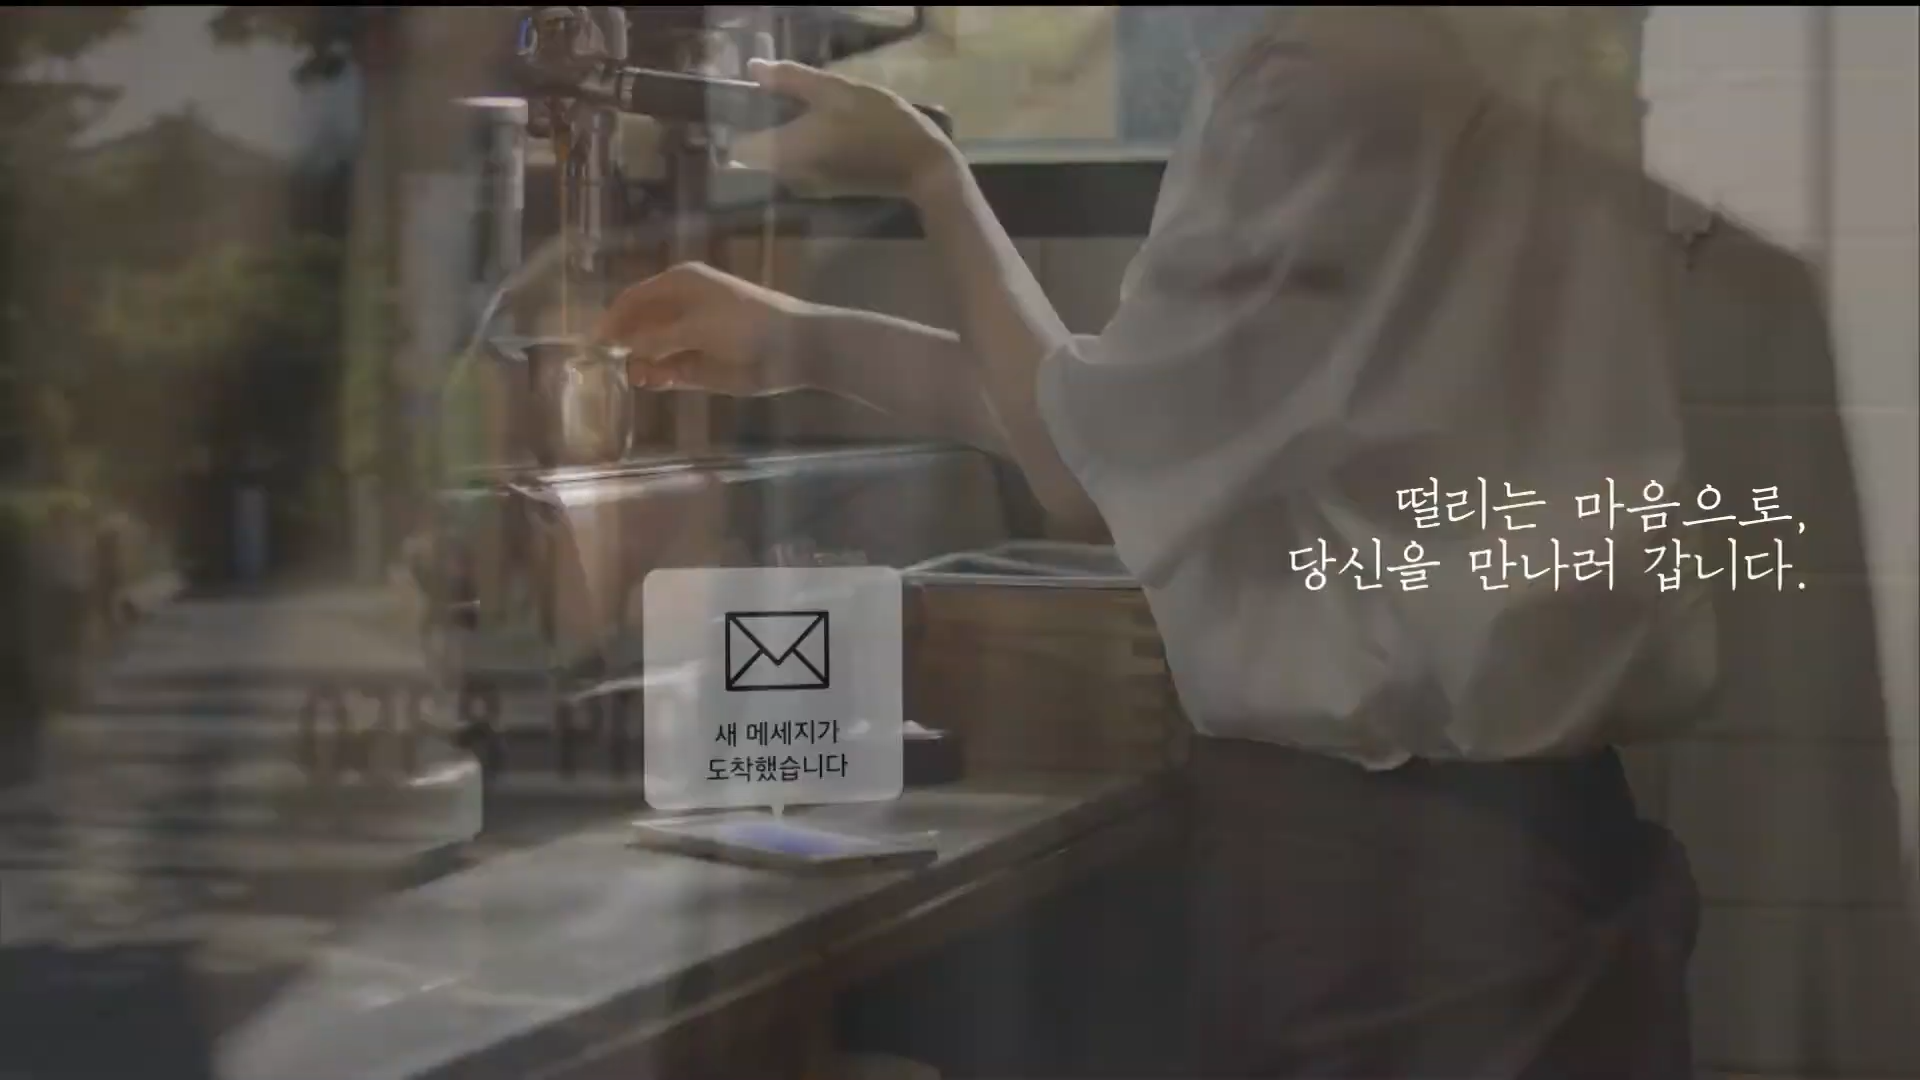 떨리는 마음으로,
당신을 만나러 갑니다.
새 메세지가
도착했습니다